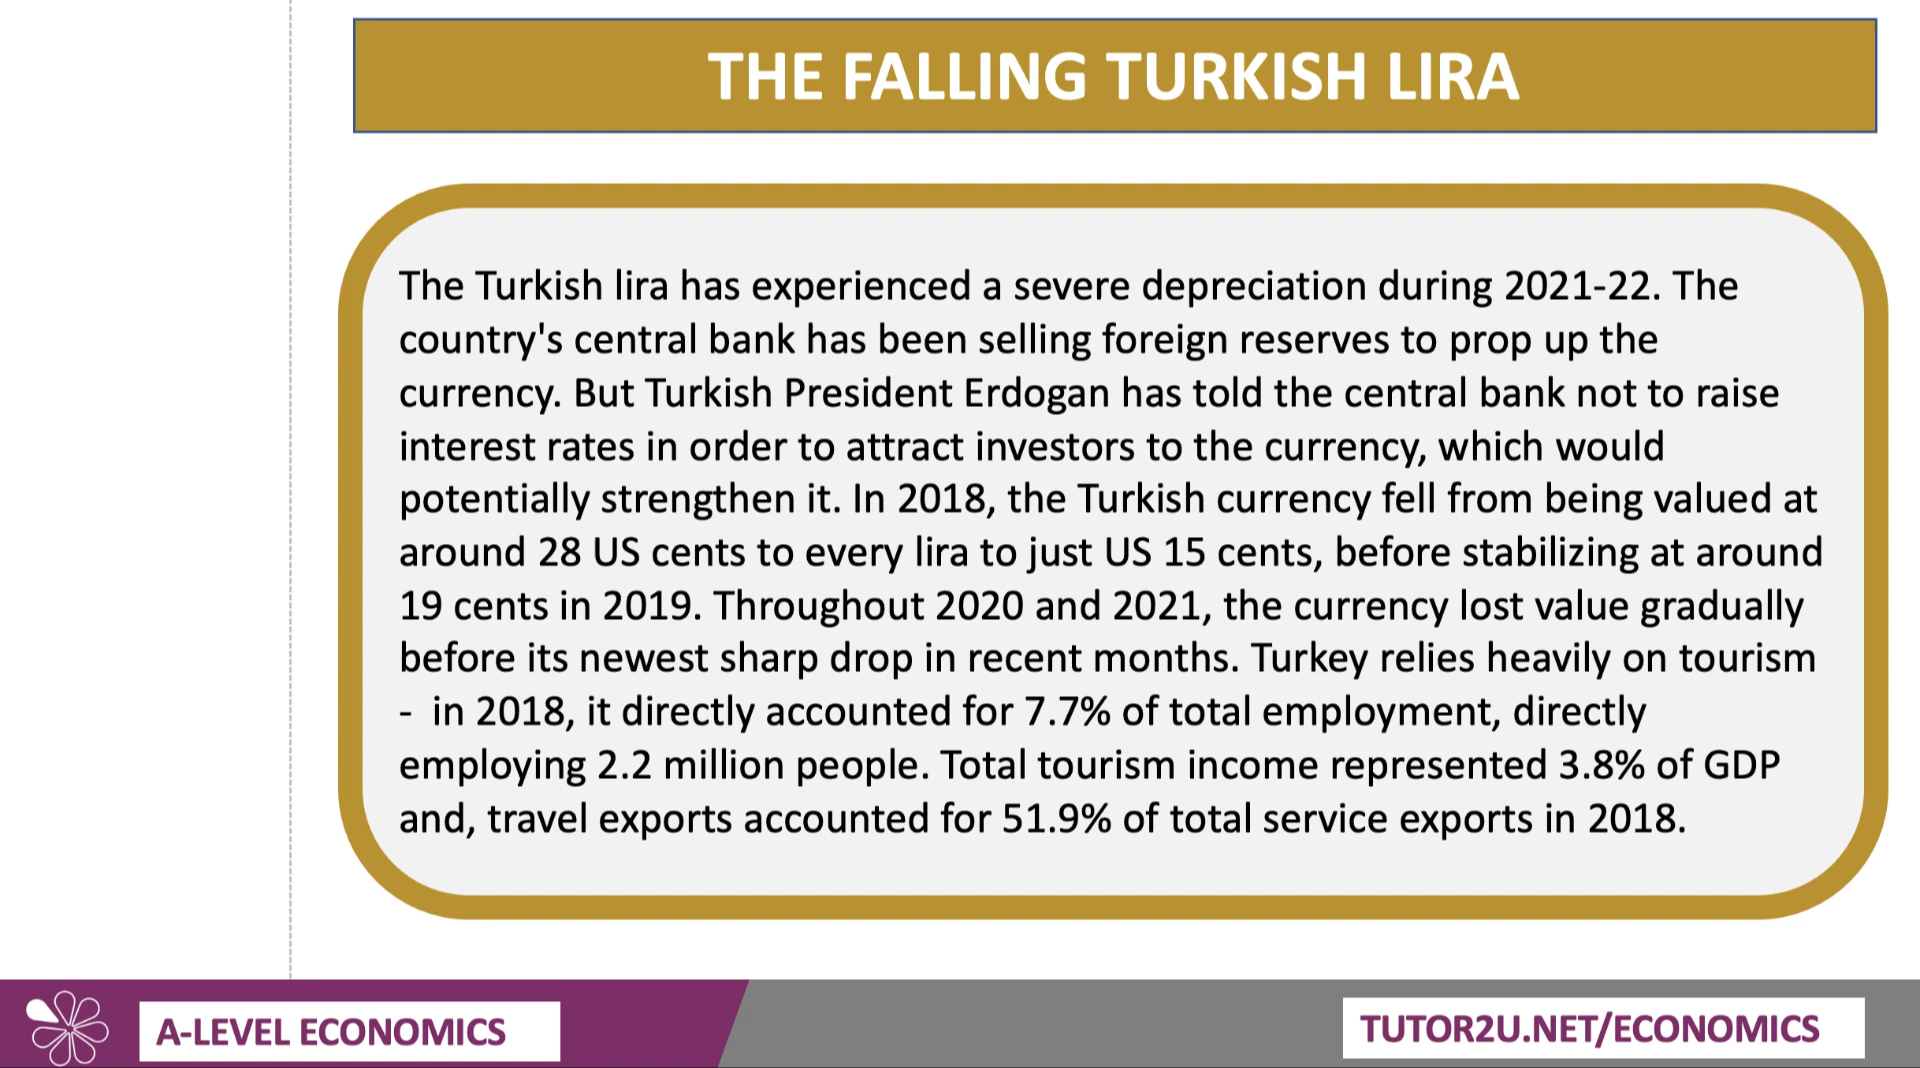 THE FALLING TURKISH LIRA
The Turkish lira has experienced a severe depreciation during 2021-22. The
country's central bank has been selling foreign reserves to prop up the
currency. But Turkish President Erdogan has told the central bank not to raise
interest rates in order to attract investors to the currency, which would
potentially strengthen it. In 2018, the Turkish currency fell from being valued at
around 28 US cents to every lira to just US 15 cents, before stabilizing at around
19 cents in 2019. Throughout 2020 and 2021, the currency lost value gradually
before its newest sharp drop in recent months. Turkey relies heavily on tourism
-  in 2018, it directly accounted for 7.7% of total employment, directly
employing 2.2 million people. Total tourism income represented 3.8% of GDP
and, travel exports accounted for 51.9% of total service exports in 2018.
A-LEVEL ECONOMICS
TUTOR2U.NET/ECONOMICS